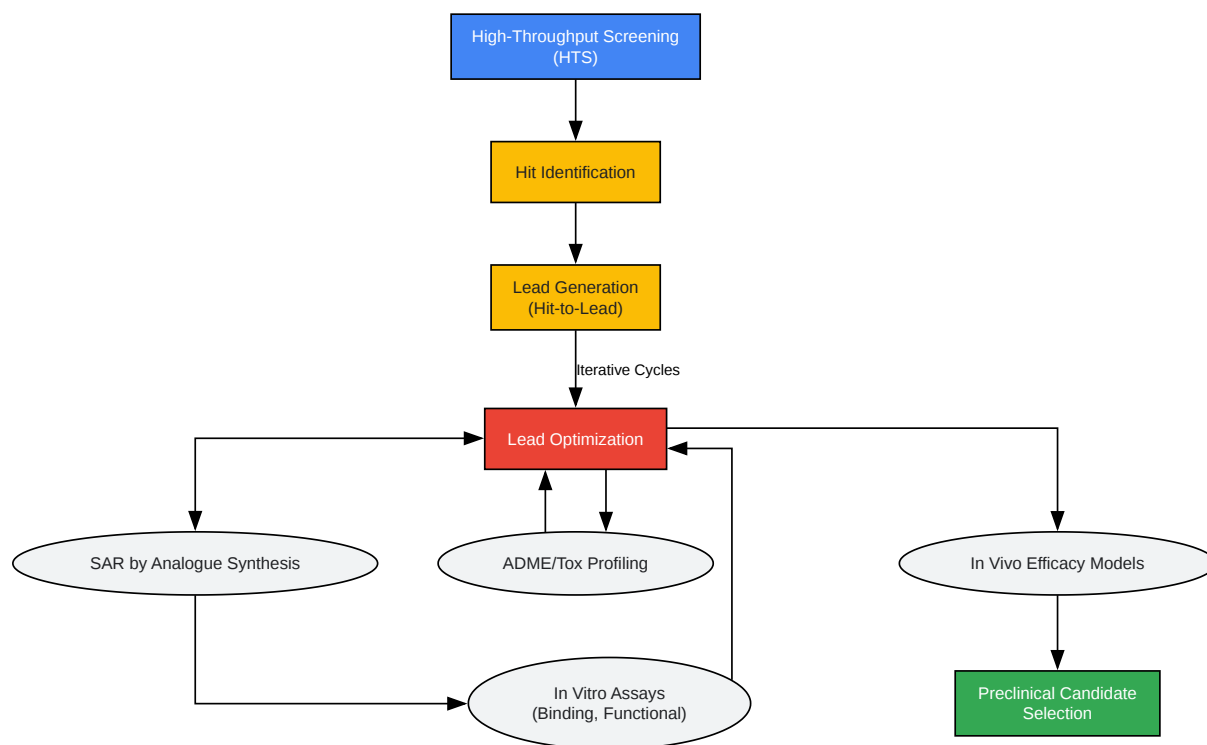 High-Throughput Screening
(HTS)
Hit Identification
Lead Generation
(Hit-to-Lead)
Iterative Cycles
Lead Optimization
SAR by Analogue Synthesis
ADME/Tox Profiling
In Vivo Efficacy Models
In Vitro Assays
(Binding, Functional)
Preclinical Candidate
Selection